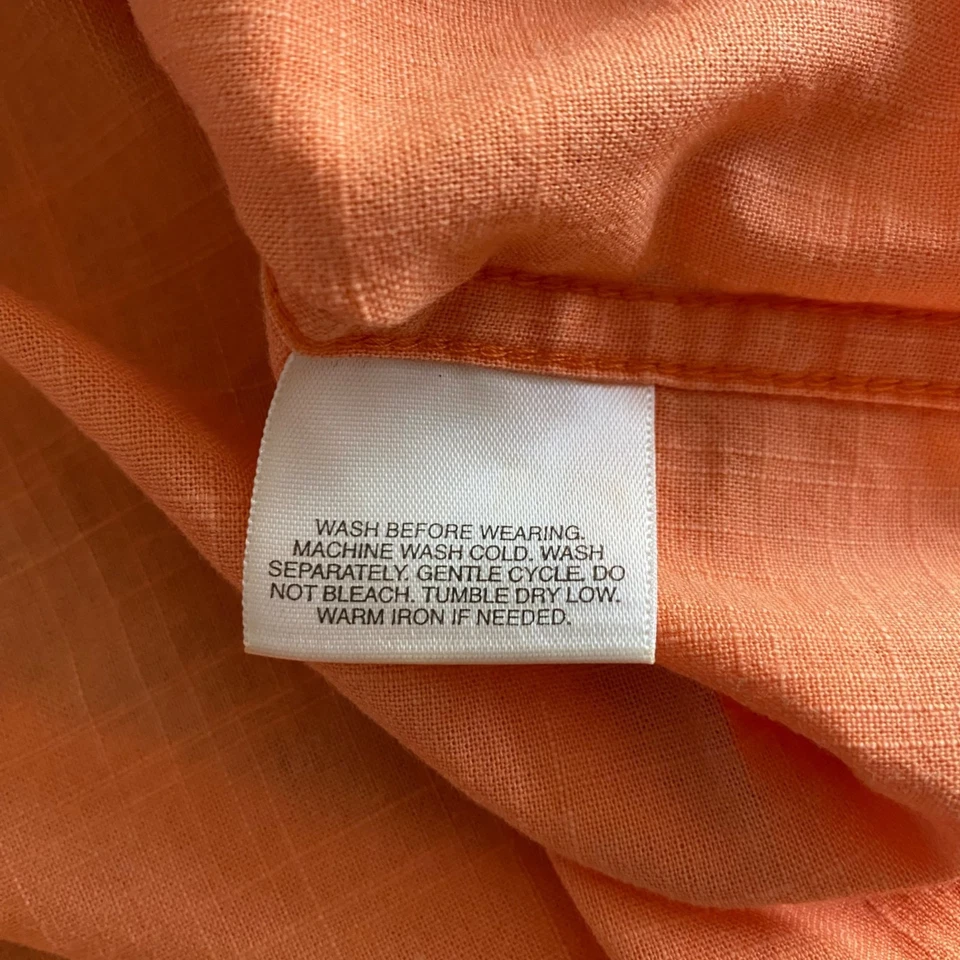 WASH BEFORE WEARING.
MACHINE WASH COLD. WASH
SEPARATELY. GENTLE CYCLE. DO
NOT BLEACH. TUMBLE DRY LOW.
WARM IRON IF NEEDED.